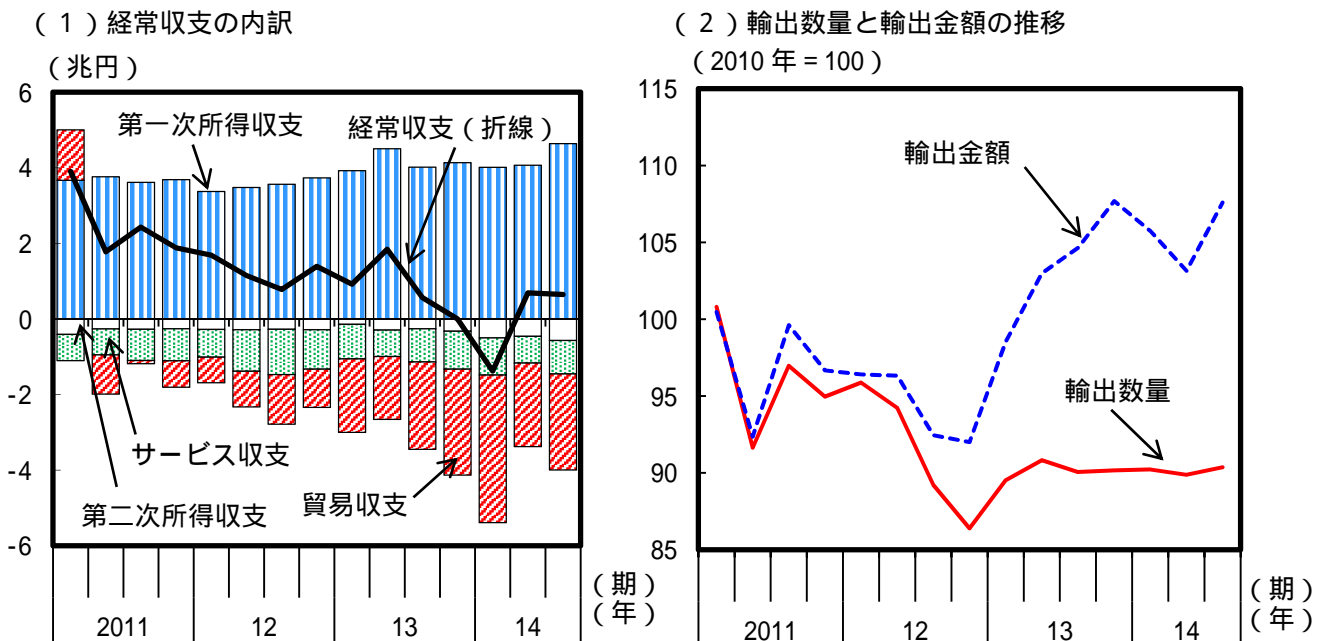 （１）経常収支の内訳
（兆円）
6
4
2
0
-2
-4
-6
第一次所得収支
経常収支（折線）
サービス収支
第二次所得収支
貿易収支
（期）
（年）
2011
12
13
14
（２）輸出数量と輸出金額の推移
（2010 年 = 100）
115
110
105
100
95
90
85
輸出金額
輸出数量
（期）
（年）
2011
12
13
14